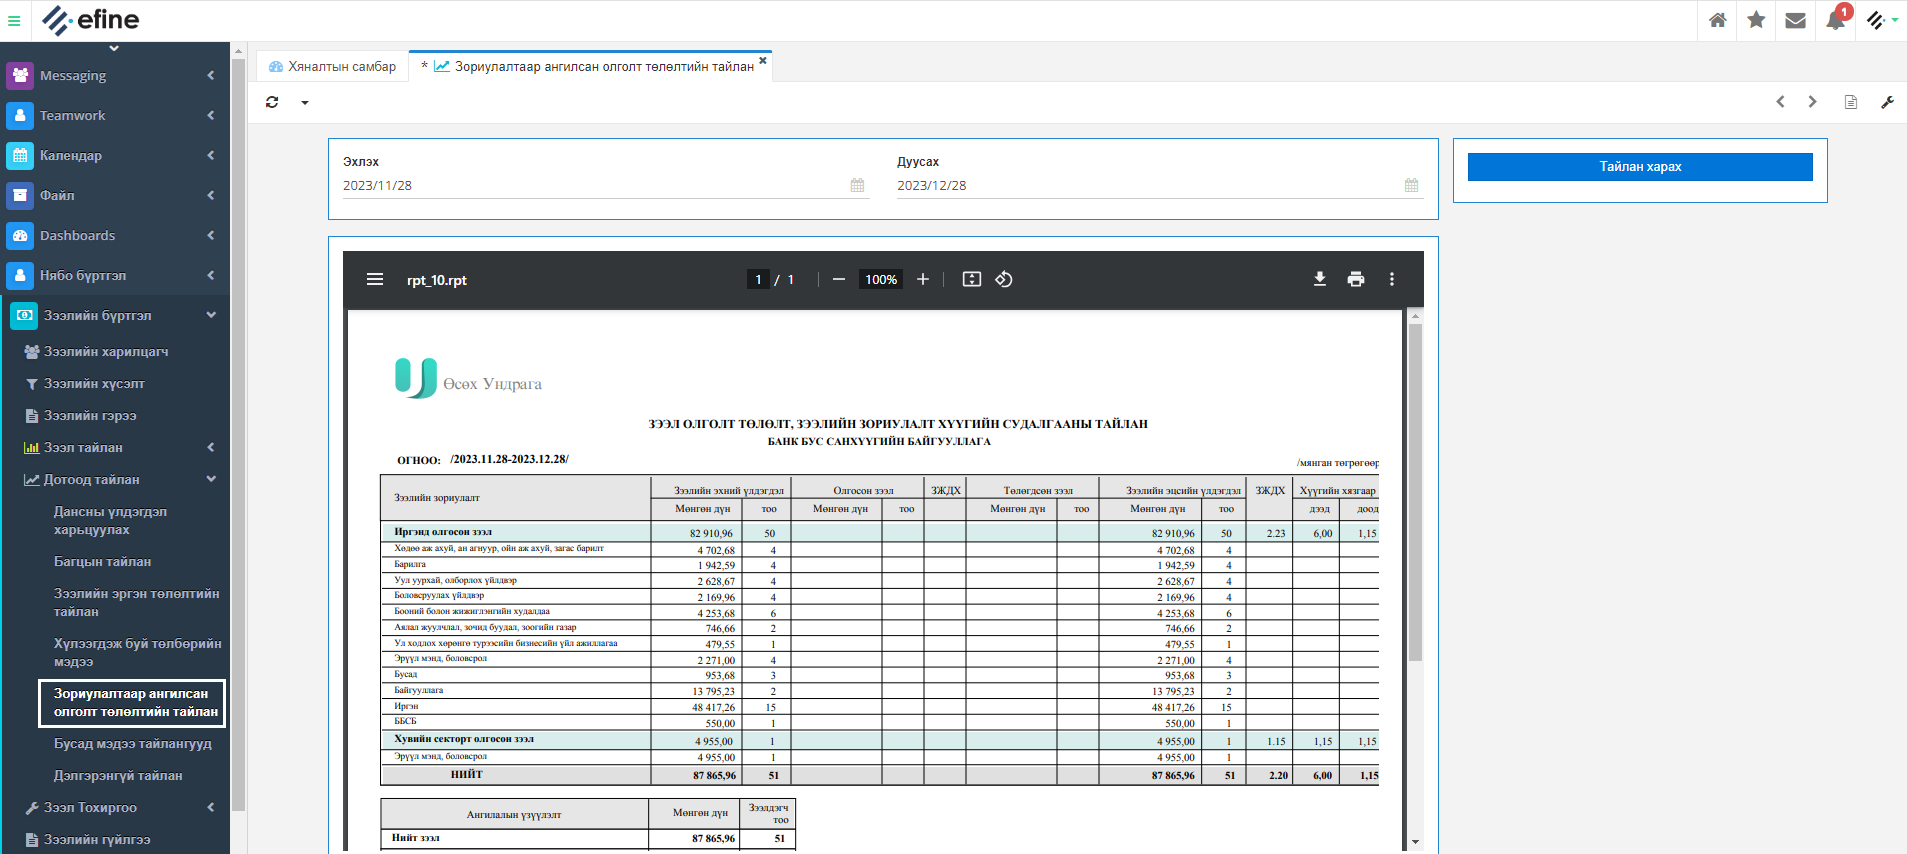 efine
1
Messaging
Teamwork
Календар
Файл
Dashboards
Нябо бүртгэл
Зээлийн бүртгэл
Зээлийн харилцагч
Зээлийн хүсэлт
Зээлийн гэрээ
Зээл тайлан
Дотоод тайлан
Дансны үлдэгдэл
харьцуулах
Багцын тайлан
Зээлийн эргэн төлөлтийн
тайлан
Хүлээгдэж буй төлбөрийн
мэдээ
Зориулалтаар ангилсан
олголт төлөлтийн тайлан
Бусад мэдээ тайлангууд
Дэлгэрэнгүй тайлан
Зээл Тохиргоо
Зээлийн гүйлгээ
Хяналтын самбар
* Зориулалтаар ангилсан олголт төлөлтийн тайлан
Эхлэх Дуусах
2023/11/28 2023/12/28
Тайлан харах
rpt_10.rpt 1 / 1 100%
Өсөх Ундрага
ЗЭЭЛ ОЛГОЛТ ТӨЛӨЛТ, ЗЭЭЛИЙН ЗОРИУЛАЛТ ХҮҮГИЙН СУДАЛГААНЫ ТАЙЛАН
БАНК БУС САНХҮҮГИЙН БАЙГУУЛЛАГА
ОГНОО: /2023.11.28-2023.12.28/
/мянган төгрөгөөр
Зээлийн зориулалт Зээлийн эхний үлдэгдэл Олгосон зээл ЗЖДХ Төлөгдсөн зээл Зээлийн эцсийн үлдэгдэл ЗЖДХ Хүүгийн хязгаар
Мөнгөн дүн тоо Мөнгөн дүн тоо Мөнгөн дүн тоо Мөнгөн дүн тоо дээд доод
Иргэнд олгосон зээл 82 910,96 50 82 910,96 50 2.23 6,00 1,15
Хөдөө аж ахуй, ан агнуур, ойн аж ахуй, загас барилт 4 702,68 4 4 702,68 4
Барилга 1 942,59 4 1 942,59 4
Уул уурхай, олборлох үйлдвэр 2 628,67 4 2 628,67 4
Боловсруулах үйлдвэр 2 169,96 4 2 169,96 4
Бөөний болон жижиглэнгийн худалдаа 4 253,68 6 4 253,68 6
Аялал жуулчлал, зочид буудал, зоогийн газар 746,66 2 746,66 2
Үл ходлох хөрөнгө түрээсийн бизнесийн үйл ажиллагаа 479,55 1 479,55 1
Эрүүл мэнд, боловсрол 2 271,00 4 2 271,00 4
Бусад 953,68 3 953,68 3
Байгууллага 13 795,23 2 13 795,23 2
Иргэн 48 417,26 15 48 417,26 15
ББСБ 550,00 1 550,00 1
Хувийн секторт олгосон зээл 4 955,00 1 4 955,00 1 1.15 1,15 1,15
Эрүүл мэнд, боловсрол 4 955,00 1 4 955,00 1
НИЙТ 87 865,96 51 87 865,96 51 2.20 6,00 1,15
Ангилалын үзүүлэлт Мөнгөн дүн Зээлдэгч
тоо
Нийт зээл 87 865,96 51